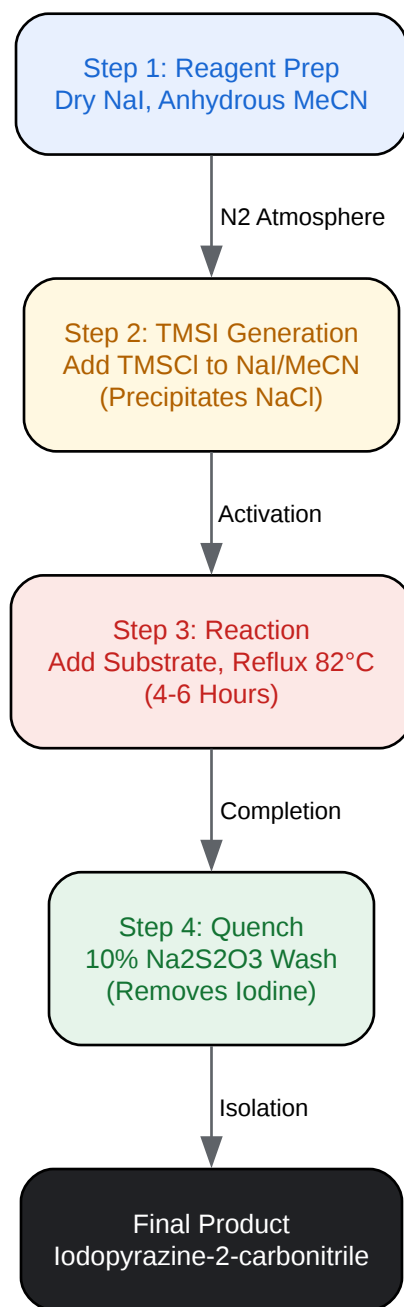 Step 1: Reagent Prep
Dry NaI, Anhydrous MeCN
N2 Atmosphere
Step 2: TMSI Generation
Add TMSCl to NaI/MeCN
(Precipitates NaCl)
Activation
Step 3: Reaction
Add Substrate, Reflux 82°C
(4-6 Hours)
Completion
Step 4: Quench
10% Na2S2O3 Wash
(Removes Iodine)
Isolation
Final Product
Iodopyrazine-2-carbonitrile